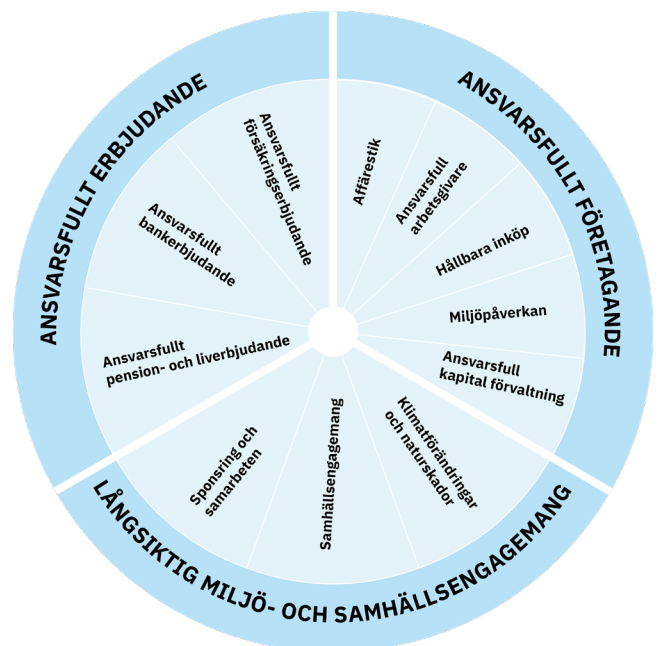 ANSVARSFULLT ERBJUDANDE
Ansvarsfullt
försäkringserbjudande
Ansvarsfullt
bankerbjudande
Ansvarsfullt
pension- och liverbjudande
ANSVARSFULLT FÖRETAGANDE
Affärestik
Ansvarsfull
arbetsgivare
Hållbara inköp
Miljöpåverkan
Ansvarsfull
kapital förvaltning
LÅNGSIKTIG MILJÖ- OCH SAMHÄLLSENGAGEMANG
Klimatförändringar
och naturskador
Samhällsengagemang
Sponsring och
samarbeten